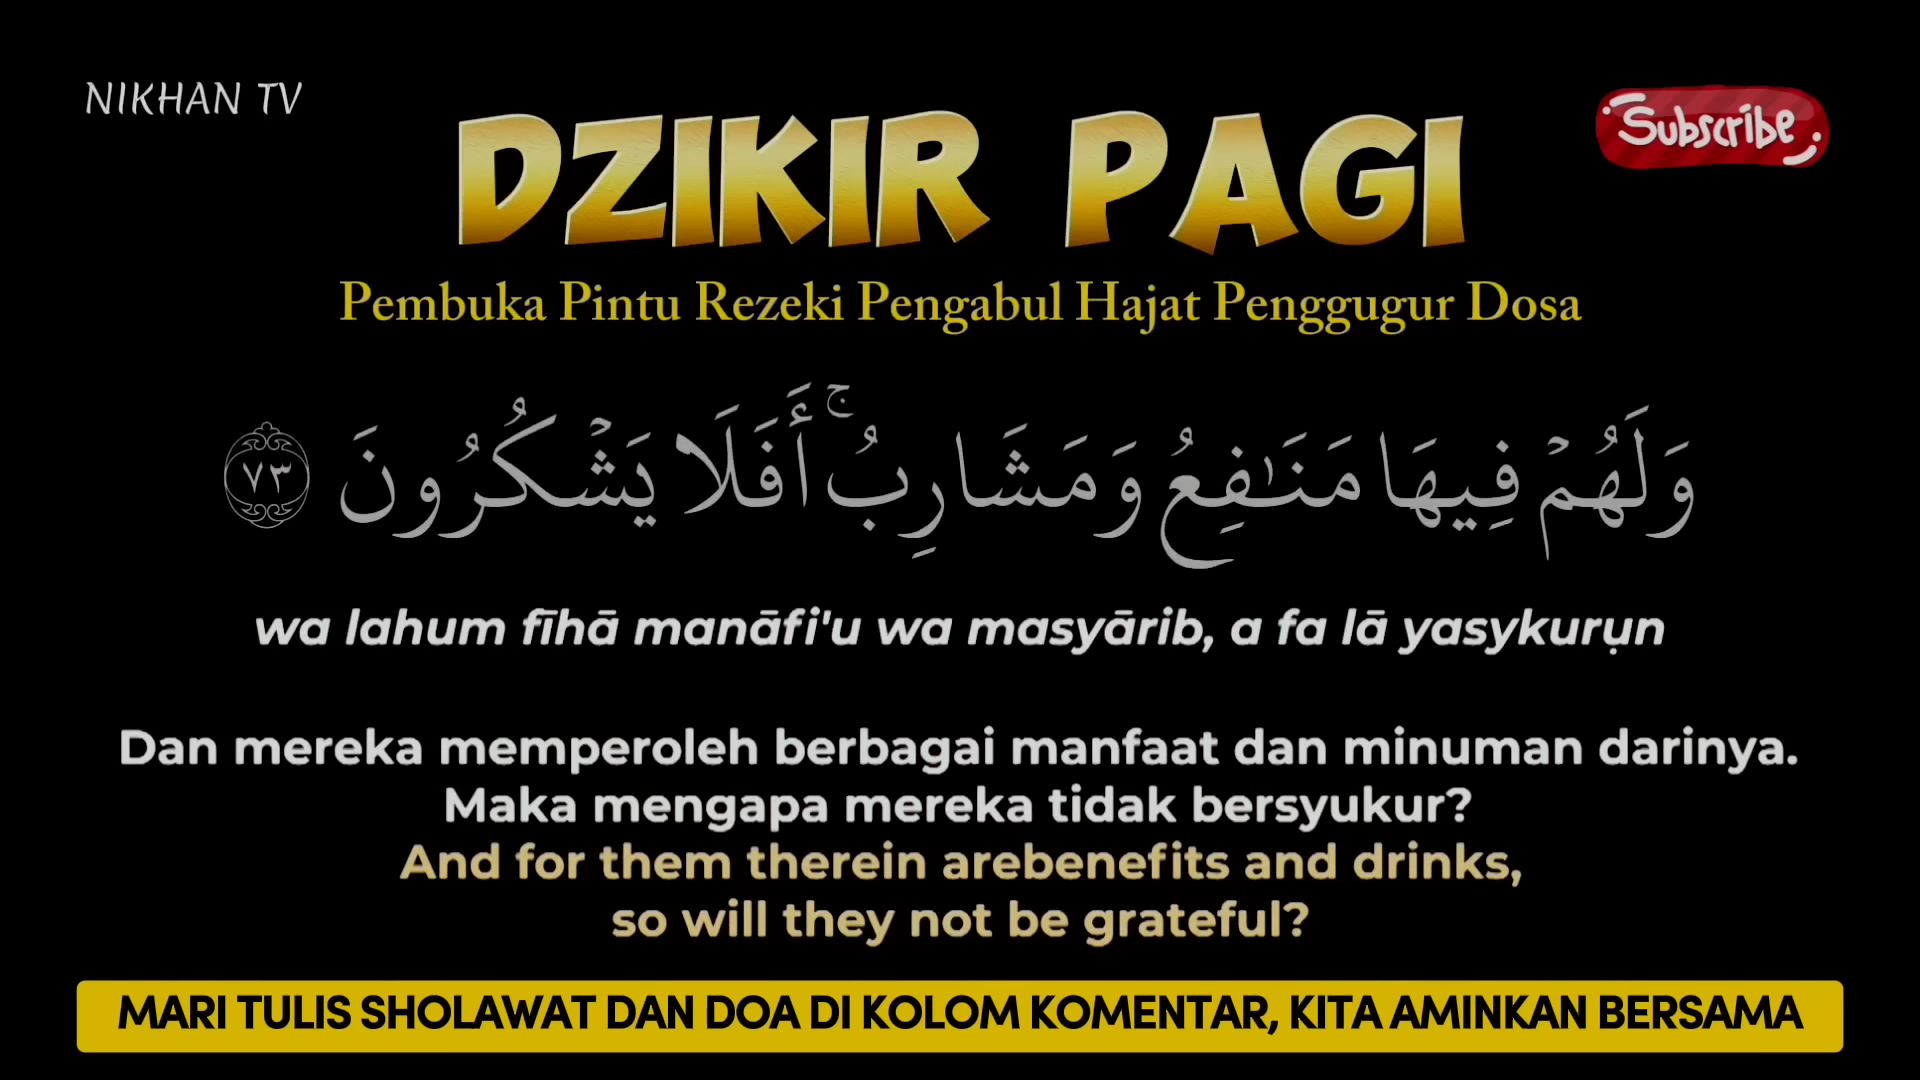 NIKHAN TV
Subscribe
DZIKIR PAGI
Pembuka Pintu Rezeki Pengabul Hajat Penggugur Dosa
وَلَهُمْ فِيهَا مَنَـٰفِعُ وَمَشَارِبُ ۚ أَفَلَا يَشْكُرُونَ ٧٣
wa lahum fīhā manāfi'u wa masyārib, a fa lā yasykurụn
Dan mereka memperoleh berbagai manfaat dan minuman darinya.
Maka mengapa mereka tidak bersyukur?
And for them therein arebenefits and drinks,
so will they not be grateful?
MARI TULIS SHOLAWAT DAN DOA DI KOLOM KOMENTAR, KITA AMINKAN BERSAMA